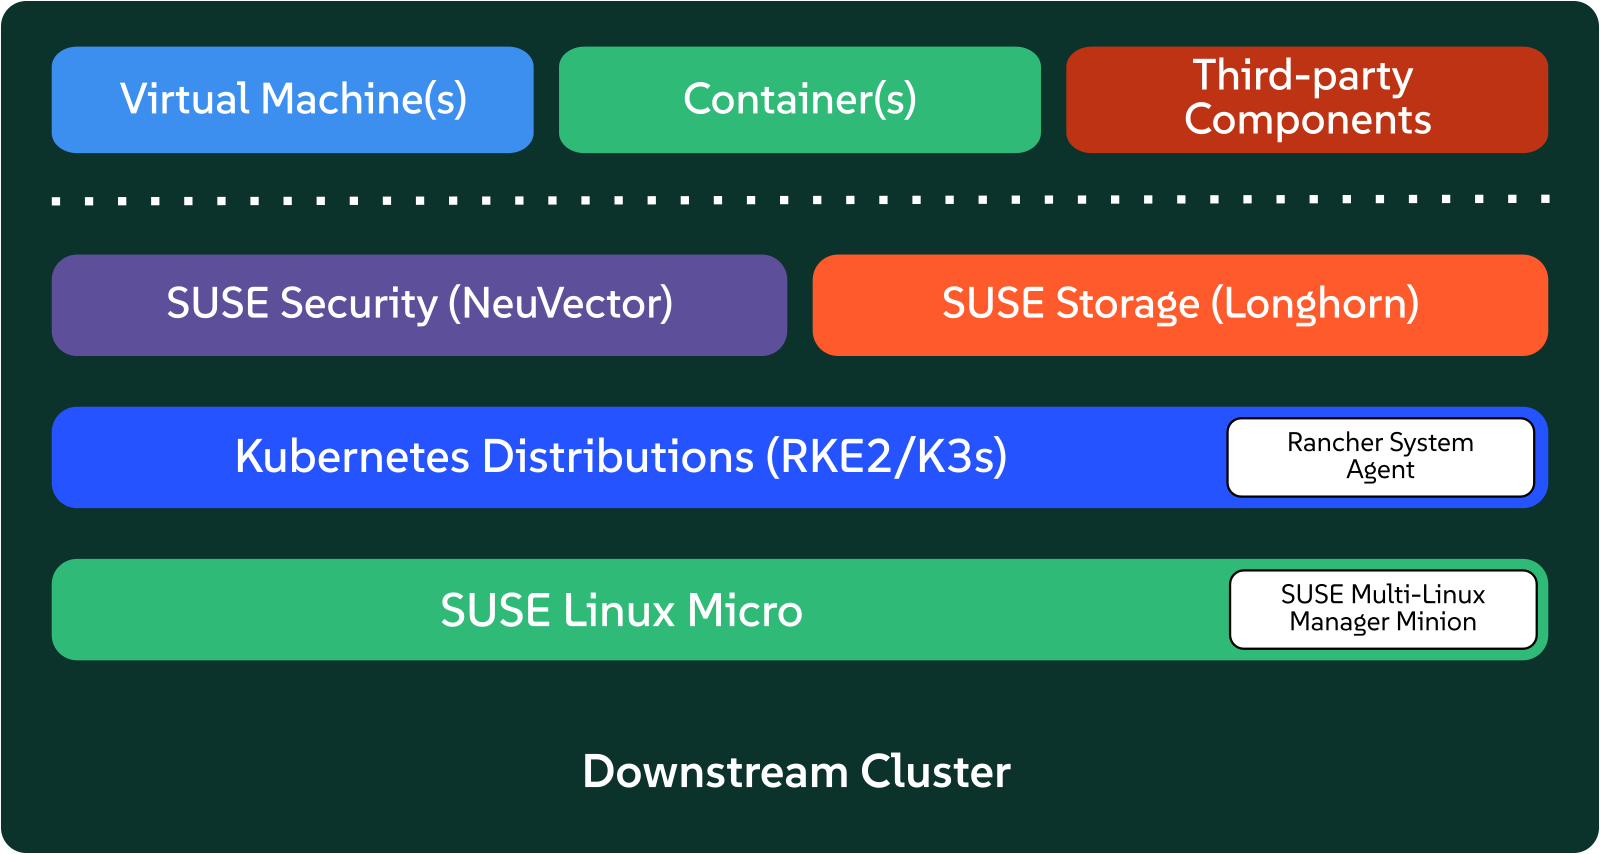 Virtual Machine(s)
Container(s)
Third-party
Components
SUSE Security (NeuVector)
SUSE Storage (Longhorn)
Kubernetes Distributions (RKE2/K3s)
Rancher System
Agent
SUSE Linux Micro
SUSE Multi-Linux
Manager Minion
Downstream Cluster